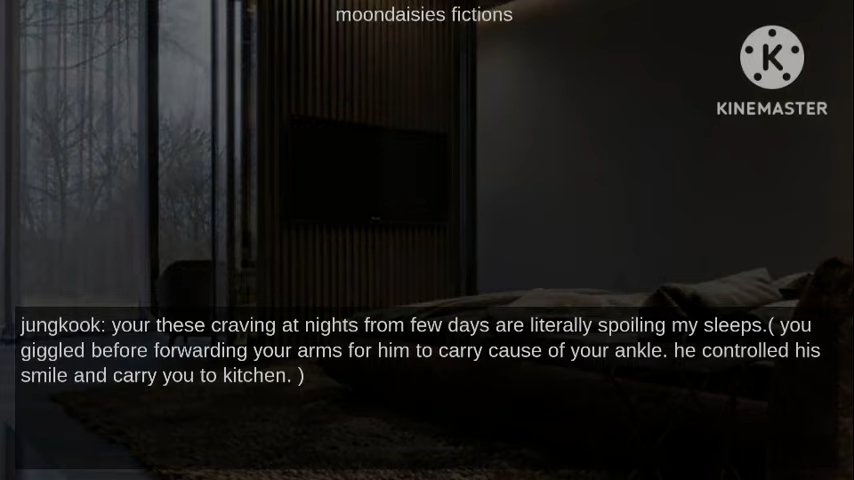 moondaisies fictions
KINEMASTER
jungkook: your these craving at nights from few days are literally spoiling my sleeps.( you
giggled before forwarding your arms for him to carry cause of your ankle. he controlled his
smile and carry you to kitchen. )